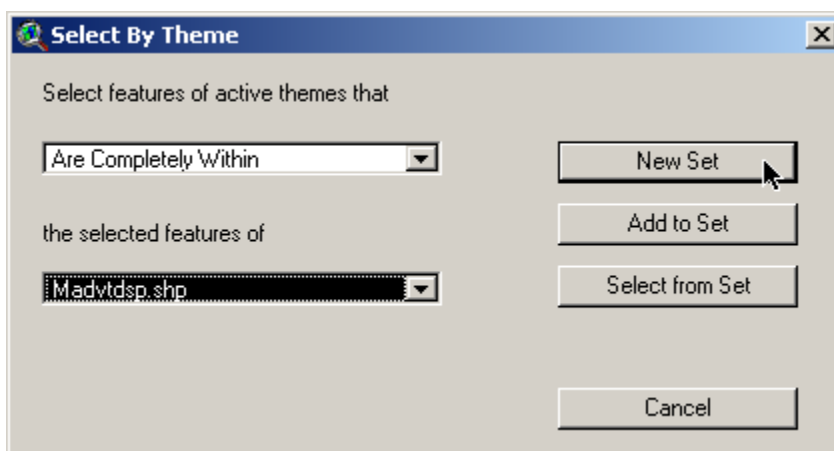 Select By Theme
Select features of active themes that
Are Completely Within
New Set
the selected features of
Add to Set
Madvtdsp.shp
Select from Set
Cancel